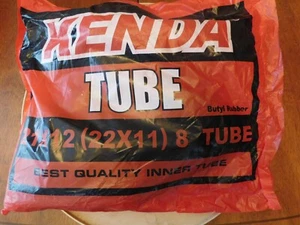 KENDA
TUBE
Butyl Rubber
(22X11) 8 TUBE
BEST QUALITY INNER TUBE